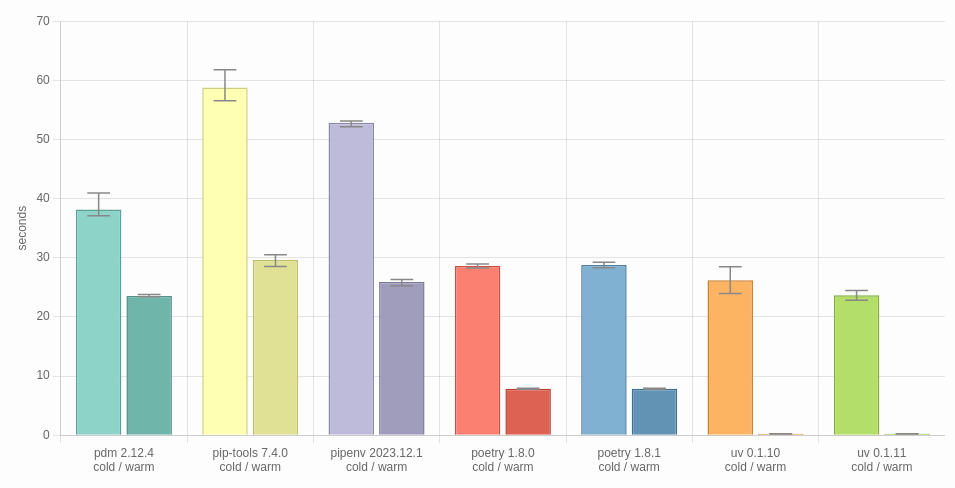 70
60
50
40
30
20
10
0
seconds
pdm 2.12.4
cold / warm
pip-tools 7.4.0
cold / warm
pipenv 2023.12.1
cold / warm
poetry 1.8.0
cold / warm
poetry 1.8.1
cold / warm
uv 0.1.10
cold / warm
uv 0.1.11
cold / warm